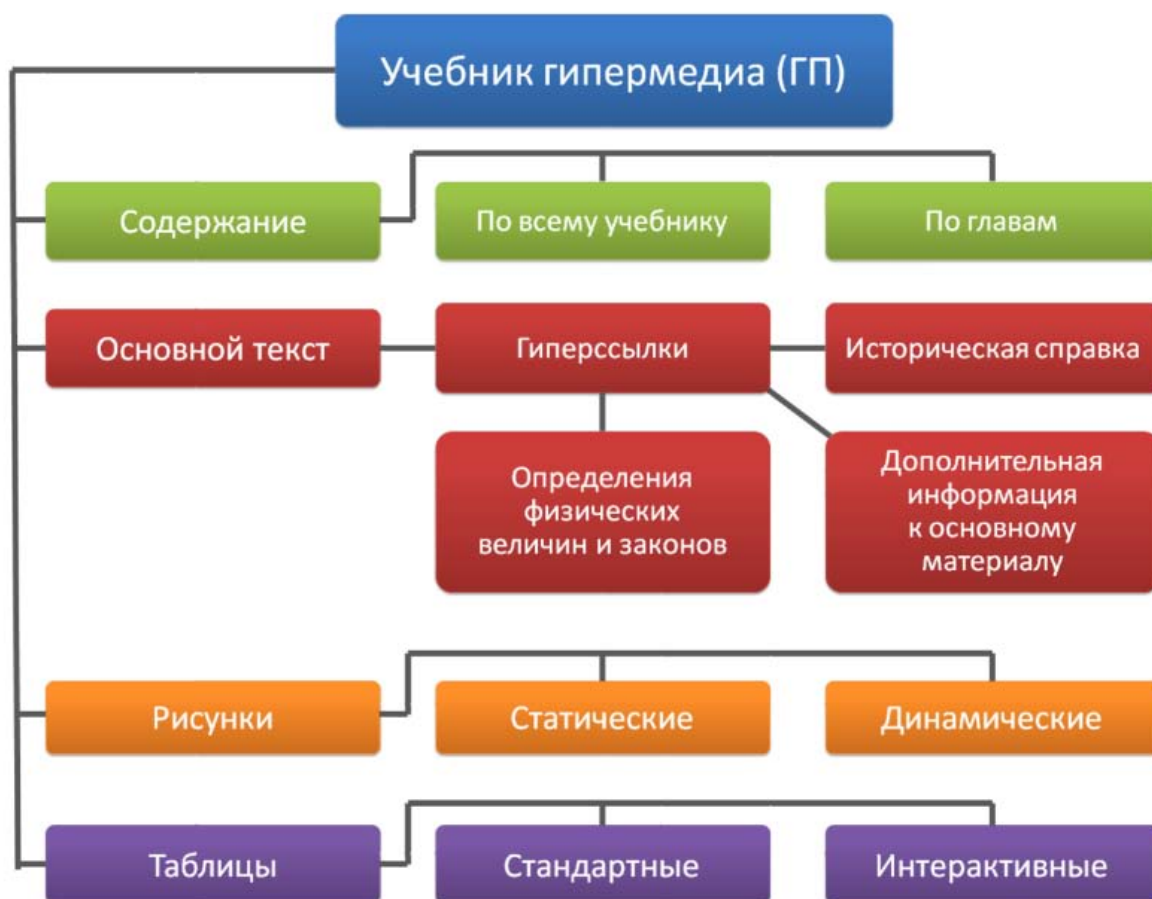 Учебник гипермедиа (ГП)
Содержание
По всему учебнику
По главам
Основной текст
Гиперссылки
Историческая справка
Определения
физических
величин и законов
Дополнительная
информация
к основному
материалу
Рисунки
Статические
Динамические
Таблицы
Стандартные
Интерактивные